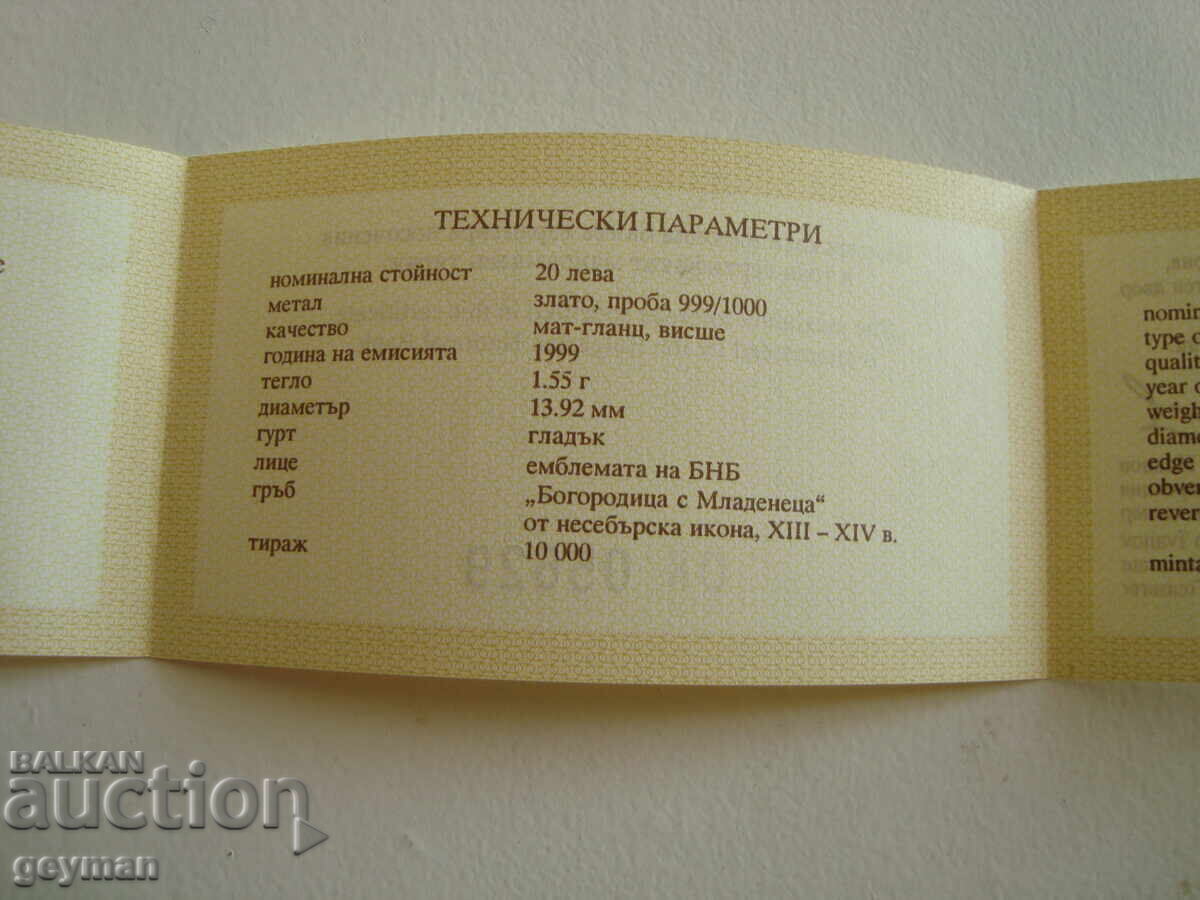 ТЕХНИЧЕСКИ ПАРАМЕТРИ
номинална стойност 20 лева
метал злато, проба 999/1000
качество мат-гланц, висше
година на емисията 1999
тегло 1.55 г
диаметър 13.92 мм
гурт гладък
лице емблемата на БНБ
гръб „Богородица с Младенеца“
от несебърска икона, XIII – XIV в.
тираж 10 000
nomin
type o
qualit
year o
weigh
diame
edge
obver
rever
minta
BALKAN
auction
geyman